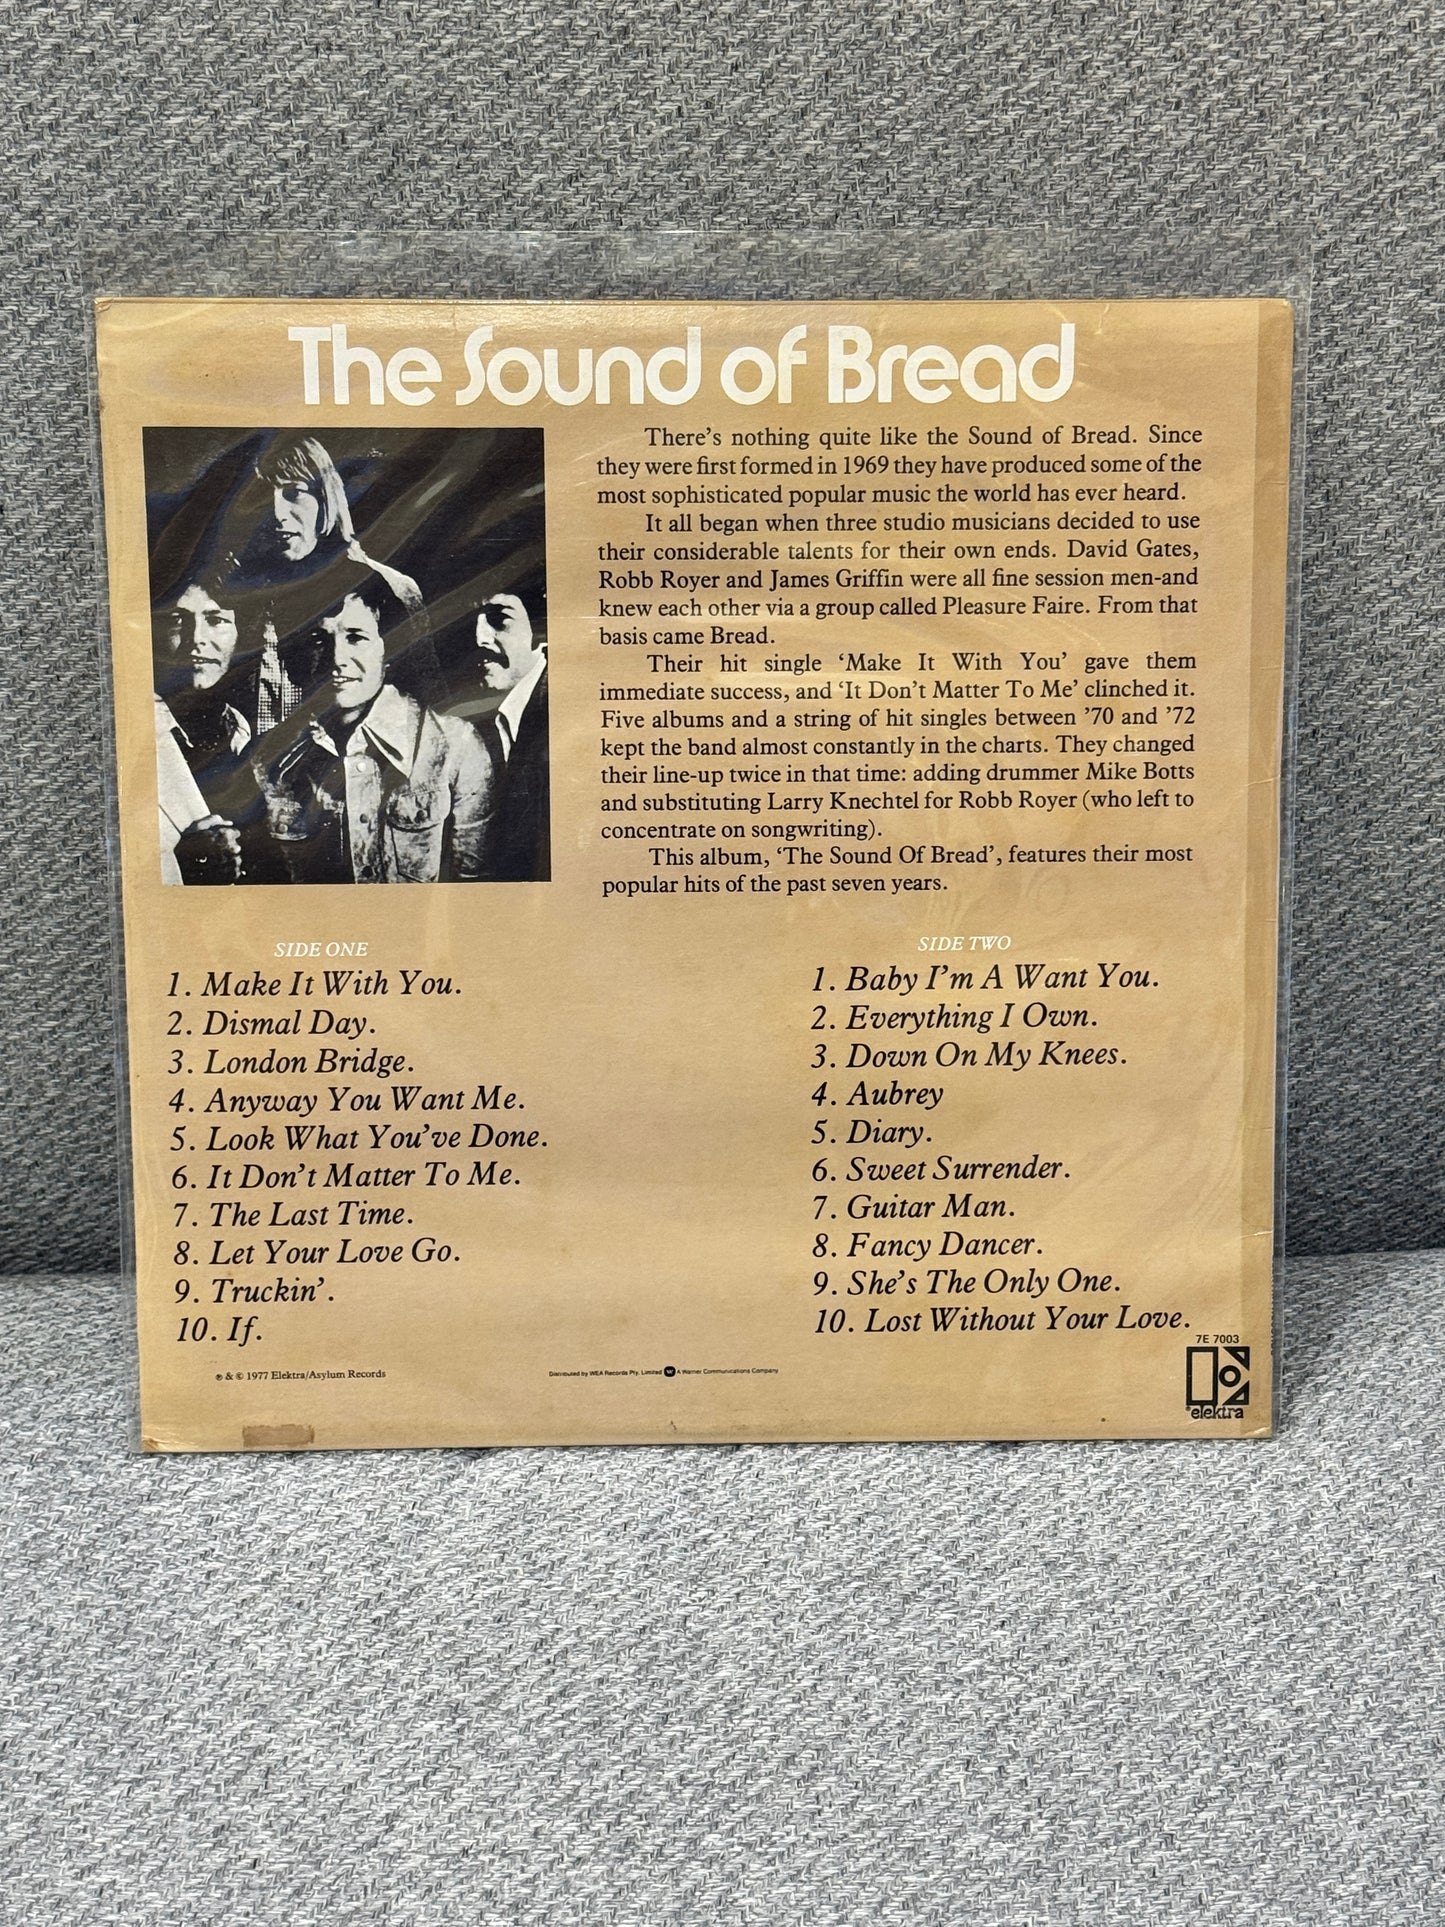 The Sound of Bread
There's nothing quite like the Sound of Bread. Since
they were first formed in 1969 they have produced some of the
most sophisticated popular music the world has ever heard.
It all began when three studio musicians decided to use
their considerable talents for their own ends. David Gates,
Robb Royer and James Griffin were all fine session men-and
knew each other via a group called Pleasure Faire. From that
basis came Bread.
Their hit single ‘Make It With You’ gave them
immediate success, and ‘It Don’t Matter To Me’ clinched it.
Five albums and a string of hit singles between ’70 and ’72
kept the band almost constantly in the charts. They changed
their line-up twice in that time: adding drummer Mike Botts
and substituting Larry Knechtel for Robb Royer (who left to
concentrate on songwriting).
This album, ‘The Sound Of Bread’, features their most
popular hits of the past seven years.
SIDE ONE
1. Make It With You.
2. Dismal Day.
3. London Bridge.
4. Anyway You Want Me.
5. Look What You’ve Done.
6. It Don’t Matter To Me.
7. The Last Time.
8. Let Your Love Go.
9. Truckin’.
10. If.
SIDE TWO
1. Baby I’m A Want You.
2. Everything I Own.
3. Down On My Knees.
4. Aubrey
5. Diary.
6. Sweet Surrender.
7. Guitar Man.
8. Fancy Dancer.
9. She’s The Only One.
10. Lost Without Your Love.
7E 7003
elektra
℗ & © 1977 Elektra/Asylum Records
Distributed by WEA Records Pty. Limited A Warner Communications Company